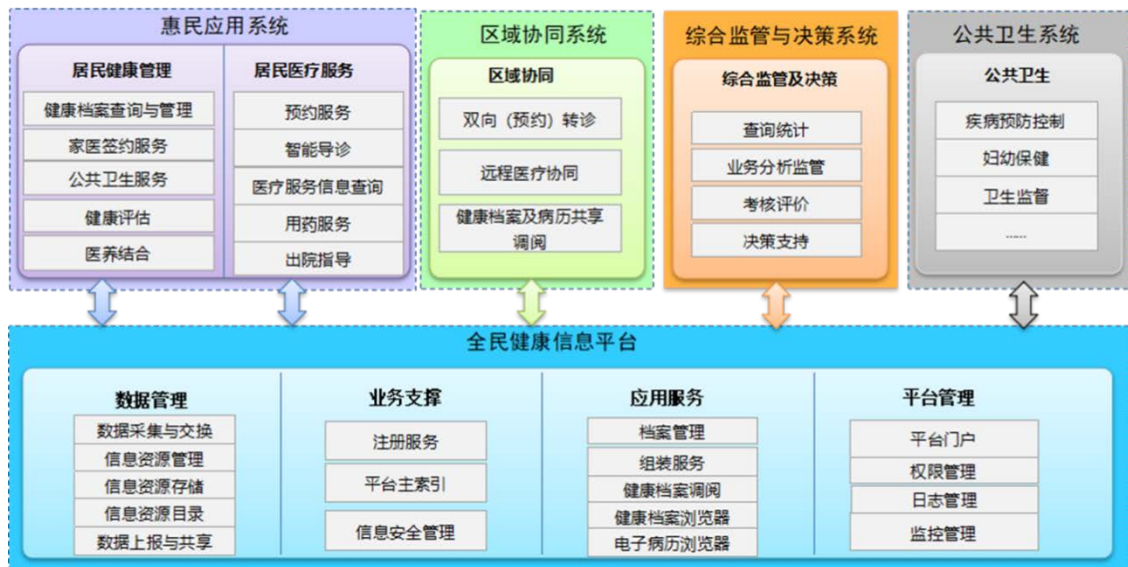 惠民应用系统
居民健康管理
健康档案查询与管理
家医签约服务
公共卫生服务
健康评估
医养结合
居民医疗服务
预约服务
智能导诊
医疗服务信息查询
用药服务
出院指导
区域协同系统
区域协同
双向（预约）转诊
远程医疗协同
健康档案及病历共享
调阅
综合监管与决策系统
综合监管及决策
查询统计
业务分析监管
考核评价
决策支持
公共卫生系统
公共卫生
疾病预防控制
妇幼保健
卫生监督
……
全民健康信息平台
数据管理
数据采集与交换
信息资源管理
信息资源存储
信息资源目录
数据上报与共享
业务支撑
注册服务
平台主索引
信息安全管理
应用服务
档案管理
组装服务
健康档案调阅
健康档案浏览器
电子病历浏览器
平台管理
平台门户
权限管理
日志管理
监控管理